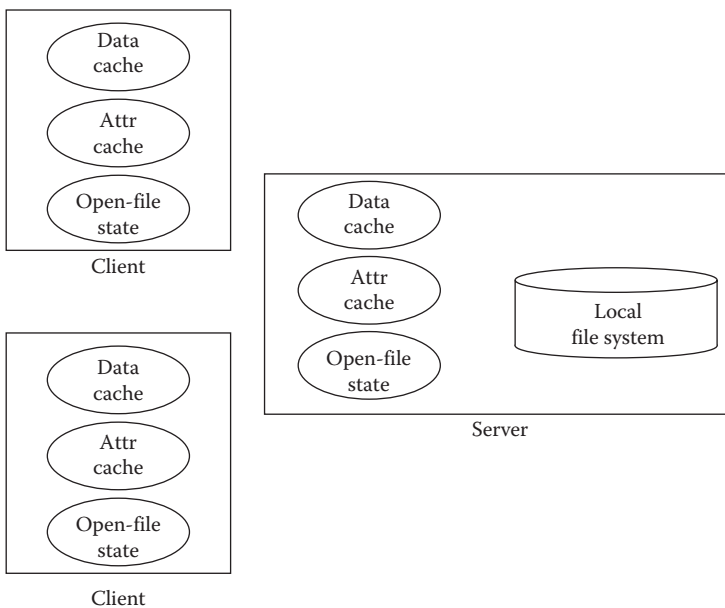 Data
cache
Attr
cache
Open-file
state
Client
Data
cache
Attr
cache
Open-file
state
Local
file system
Server
Data
cache
Attr
cache
Open-file
state
Client